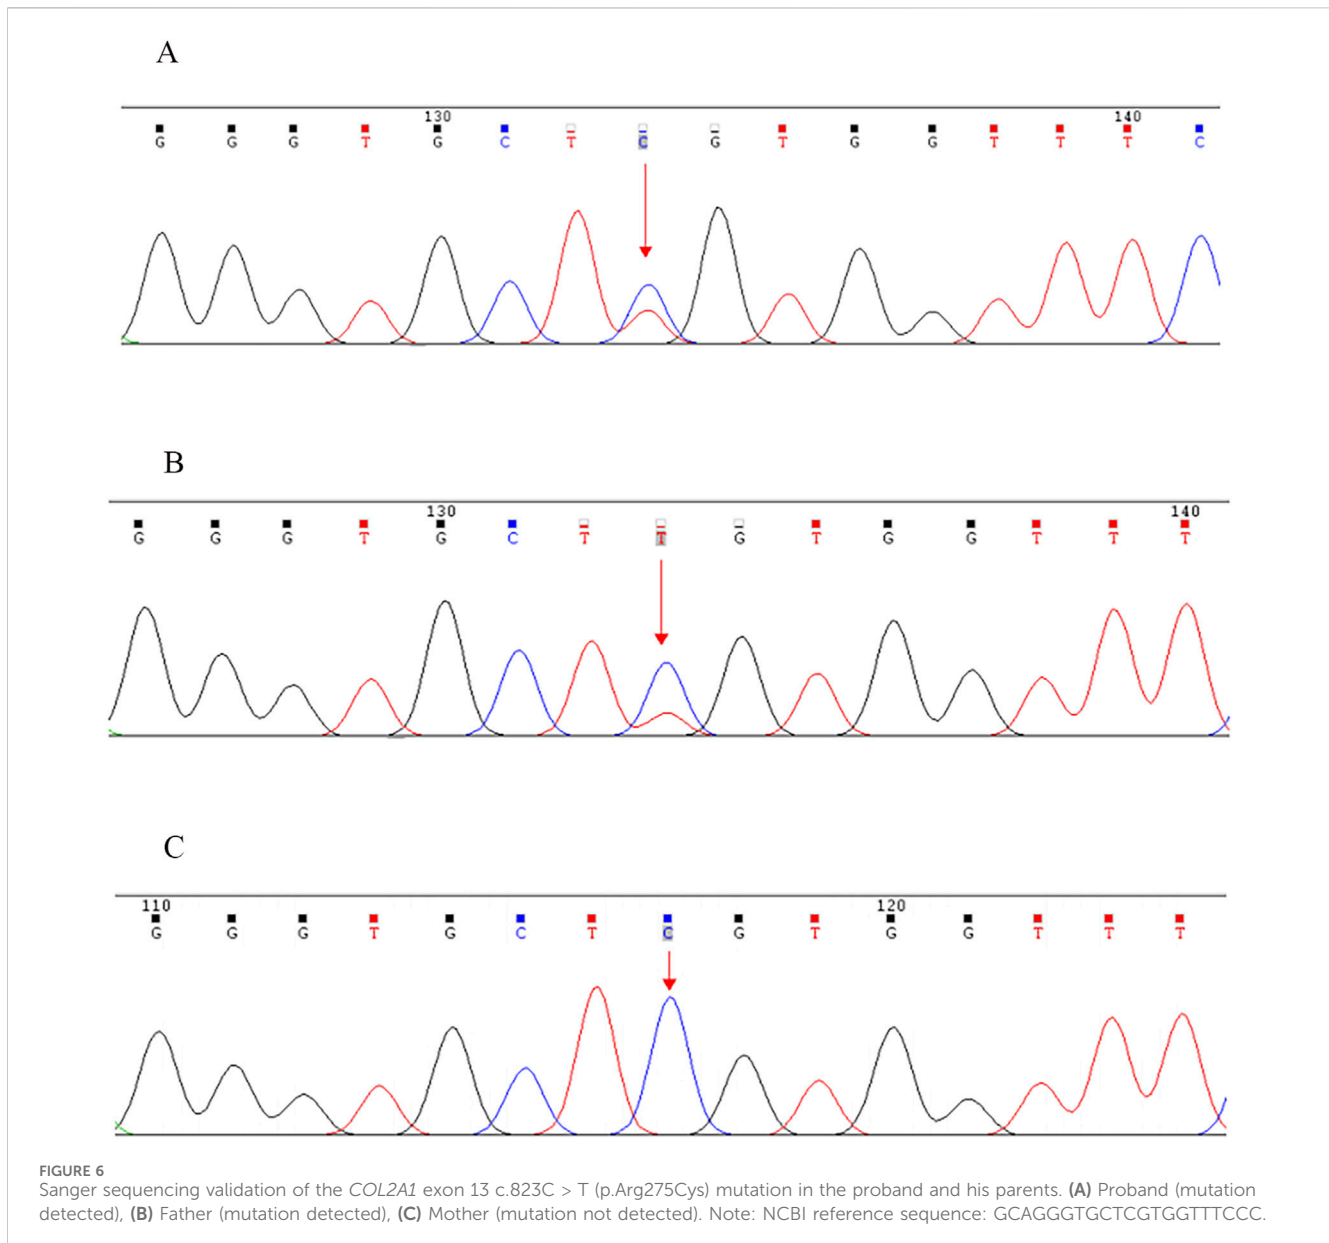 A
130 140
G G G T G C T C G T G G T T T C
B
130 140
G G G T G C T T G T G G T T T
C
110 120
G G G T G C T C G T G G T T T
FIGURE 6
Sanger sequencing validation of the COL2A1 exon 13 c.823C > T (p.Arg275Cys) mutation in the proband and his parents. (A) Proband (mutation
detected), (B) Father (mutation detected), (C) Mother (mutation not detected). Note: NCBI reference sequence: GCAGGGTGCTCGTGGTTTCCC.